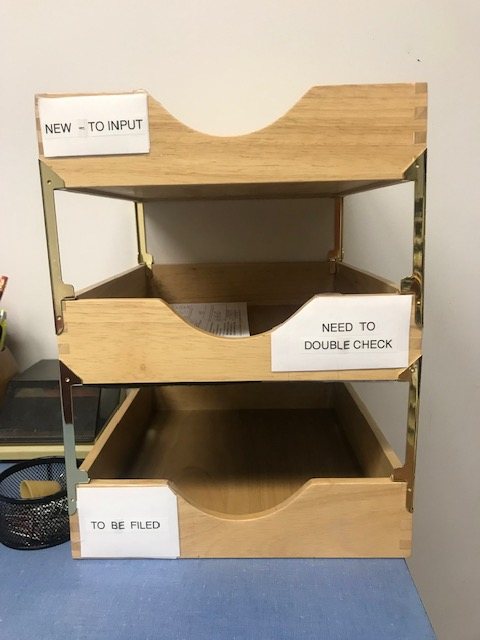 NEW - TO INPUT
NEED TO
DOUBLE CHECK
TO BE FILED